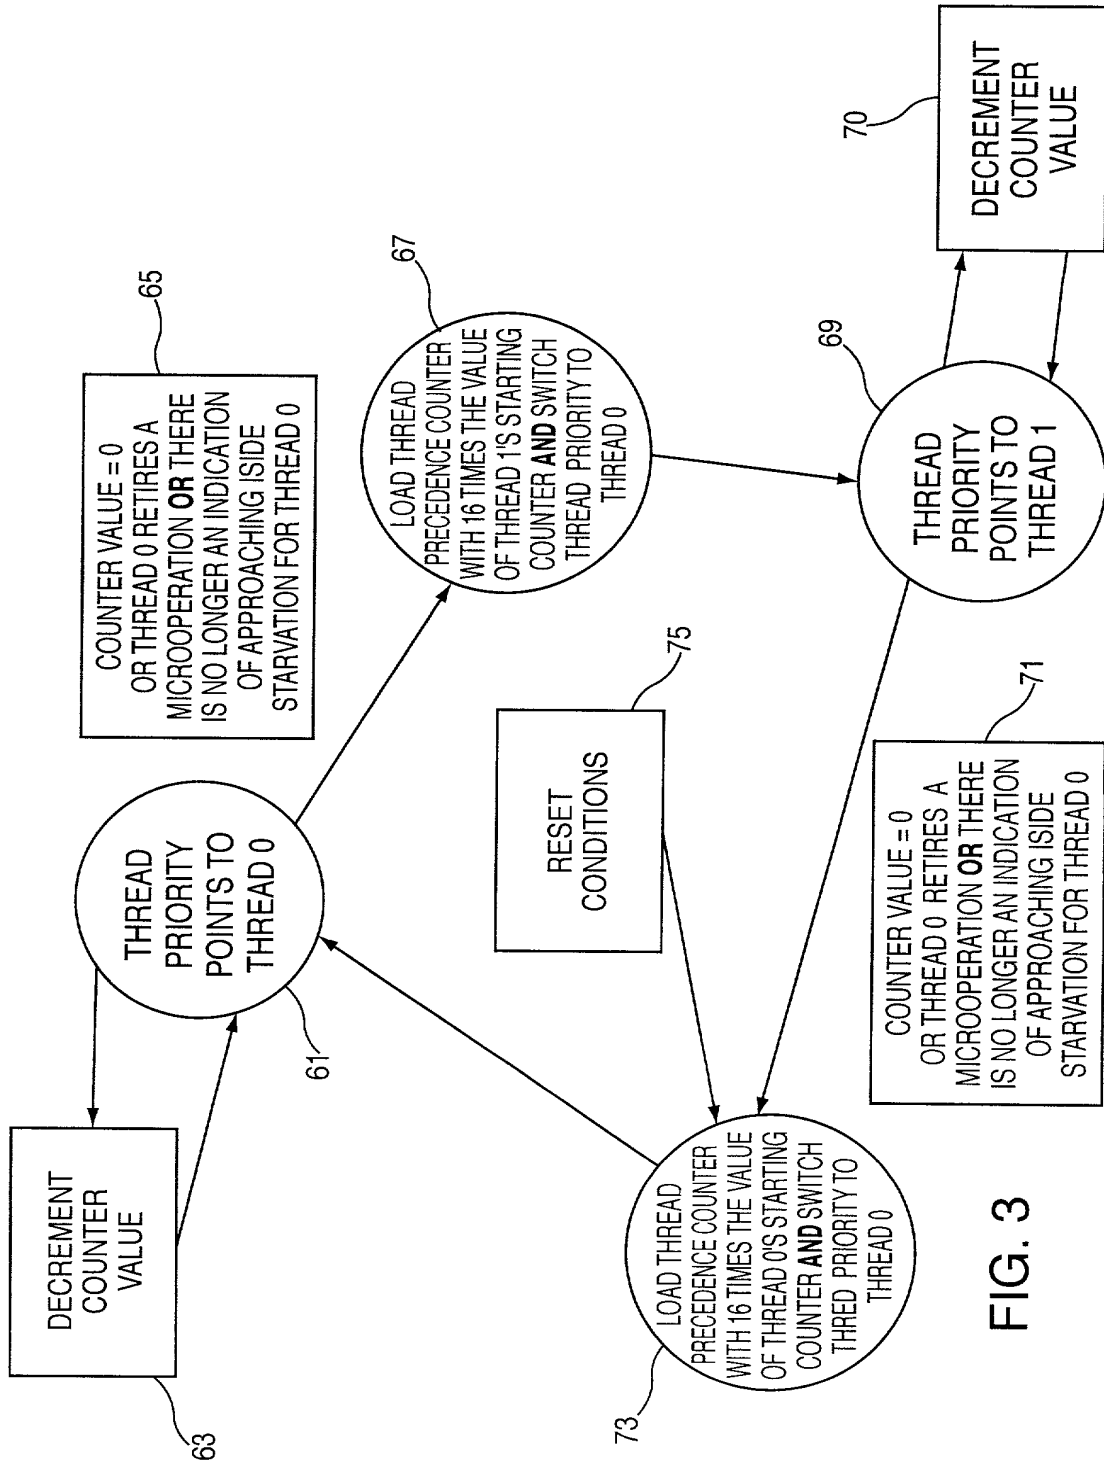 DECREMENT
COUNTER
VALUE
63
THREAD
PRIORITY
POINTS TO
THREAD 0
61
COUNTER VALUE = 0
OR THREAD 0 RETIRES A
MICROOPERATION OR THERE
IS NO LONGER AN INDICATION
OF APPROACHING ISIDE
STARVATION FOR THREAD 0
65
LOAD THREAD
PRECEDENCE COUNTER
WITH 16 TIMES THE VALUE
OF THREAD 1'S STARTING
COUNTER AND SWITCH
THREAD PRIORITY TO
THREAD 0
67
THREAD
PRIORITY
POINTS TO
THREAD 1
69
DECREMENT
COUNTER
VALUE
70
COUNTER VALUE = 0
OR THREAD 0 RETIRES A
MICROOPERATION OR THERE
IS NO LONGER AN INDICATION
OF APPROACHING ISIDE
STARVATION FOR THREAD 0
71
RESET
CONDITIONS
75
LOAD THREAD
PRECEDENCE COUNTER
WITH 16 TIMES THE VALUE
OF THREAD 0'S STARTING
COUNTER AND SWITCH
THRED PRIORITY TO
THREAD 0
73
FIG. 3